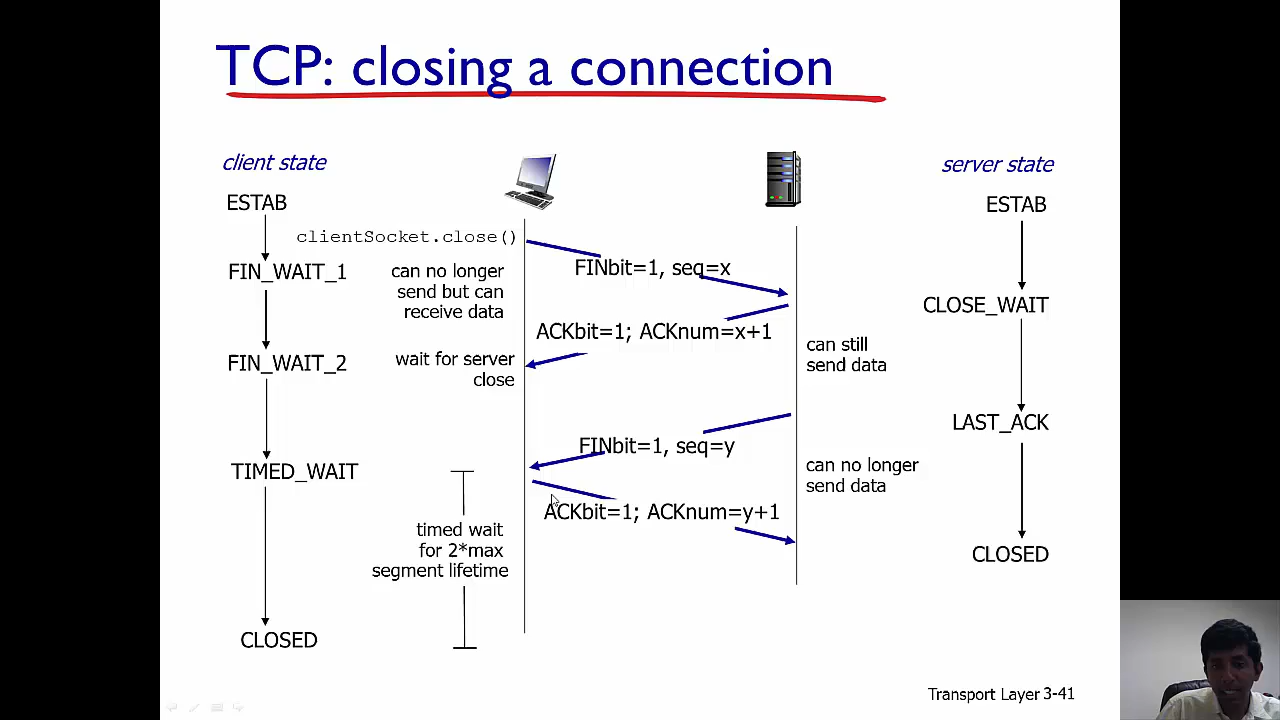 TCP: closing a connection
client state
server state
ESTAB
ESTAB
clientSocket.close()
FINbit=1, seq=x
FIN_WAIT_1
can no longer
send but can
receive data
CLOSE_WAIT
ACKbit=1; ACKnum=x+1
can still
send data
FIN_WAIT_2
wait for server
close
LAST_ACK
FINbit=1, seq=y
can no longer
send data
TIMED_WAIT
ACKbit=1; ACKnum=y+1
timed wait
for 2*max
segment lifetime
CLOSED
CLOSED
Transport Layer 3-41